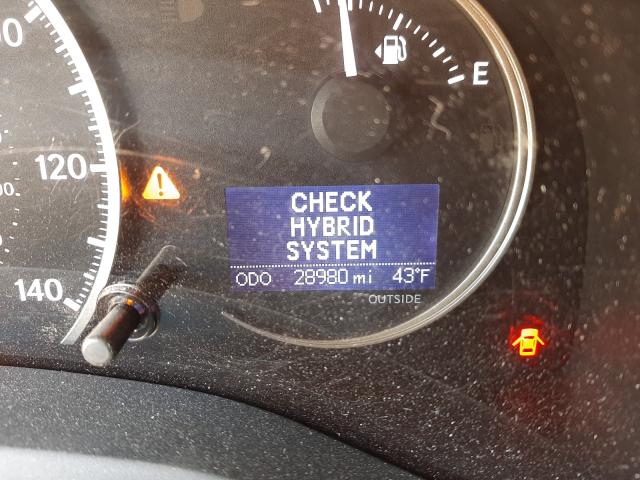 E
120
140
CHECK
HYBRID
SYSTEM
ODO 28980 mi 43°F
OUTSIDE